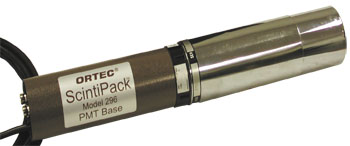 ORTEC®
ScintiPack
Model 296
PMT Base